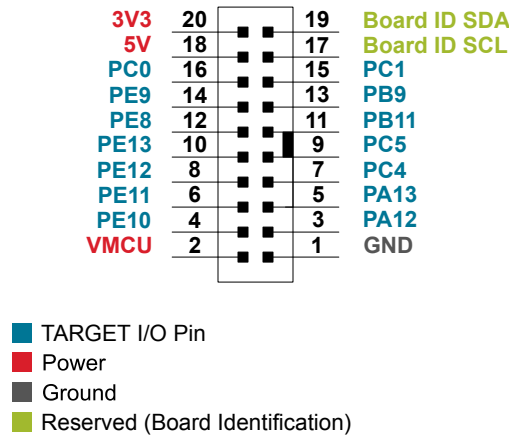 3V3 20 19 Board ID SDA
5V 18 17 Board ID SCL
PC0 16 15 PC1
PE9 14 13 PB9
PE8 12 11 PB11
PE13 10 9 PC5
PE12 8 7 PC4
PE11 6 5 PA13
PE10 4 3 PA12
VMCU 2 1 GND
TARGET I/O Pin
Power
Ground
Reserved (Board Identification)